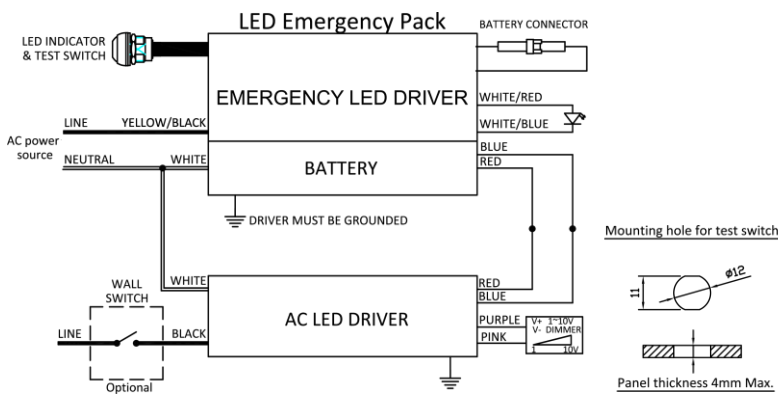 LED Emergency Pack
BATTERY CONNECTOR
LED INDICATOR
& TEST SWITCH
EMERGENCY LED DRIVER
WHITE/RED
WHITE/BLUE
LINE
YELLOW/BLACK
AC power
source
NEUTRAL
WHITE
BATTERY
BLUE
RED
DRIVER MUST BE GROUNDED
Mounting hole for test switch
ø12
11
WHITE
RED
BLUE
WALL
SWITCH
LINE
BLACK
AC LED DRIVER
PURPLE
PINK
V+ 1~10V
V- DIMMER
1 10V
Optional
Panel thickness 4mm Max.